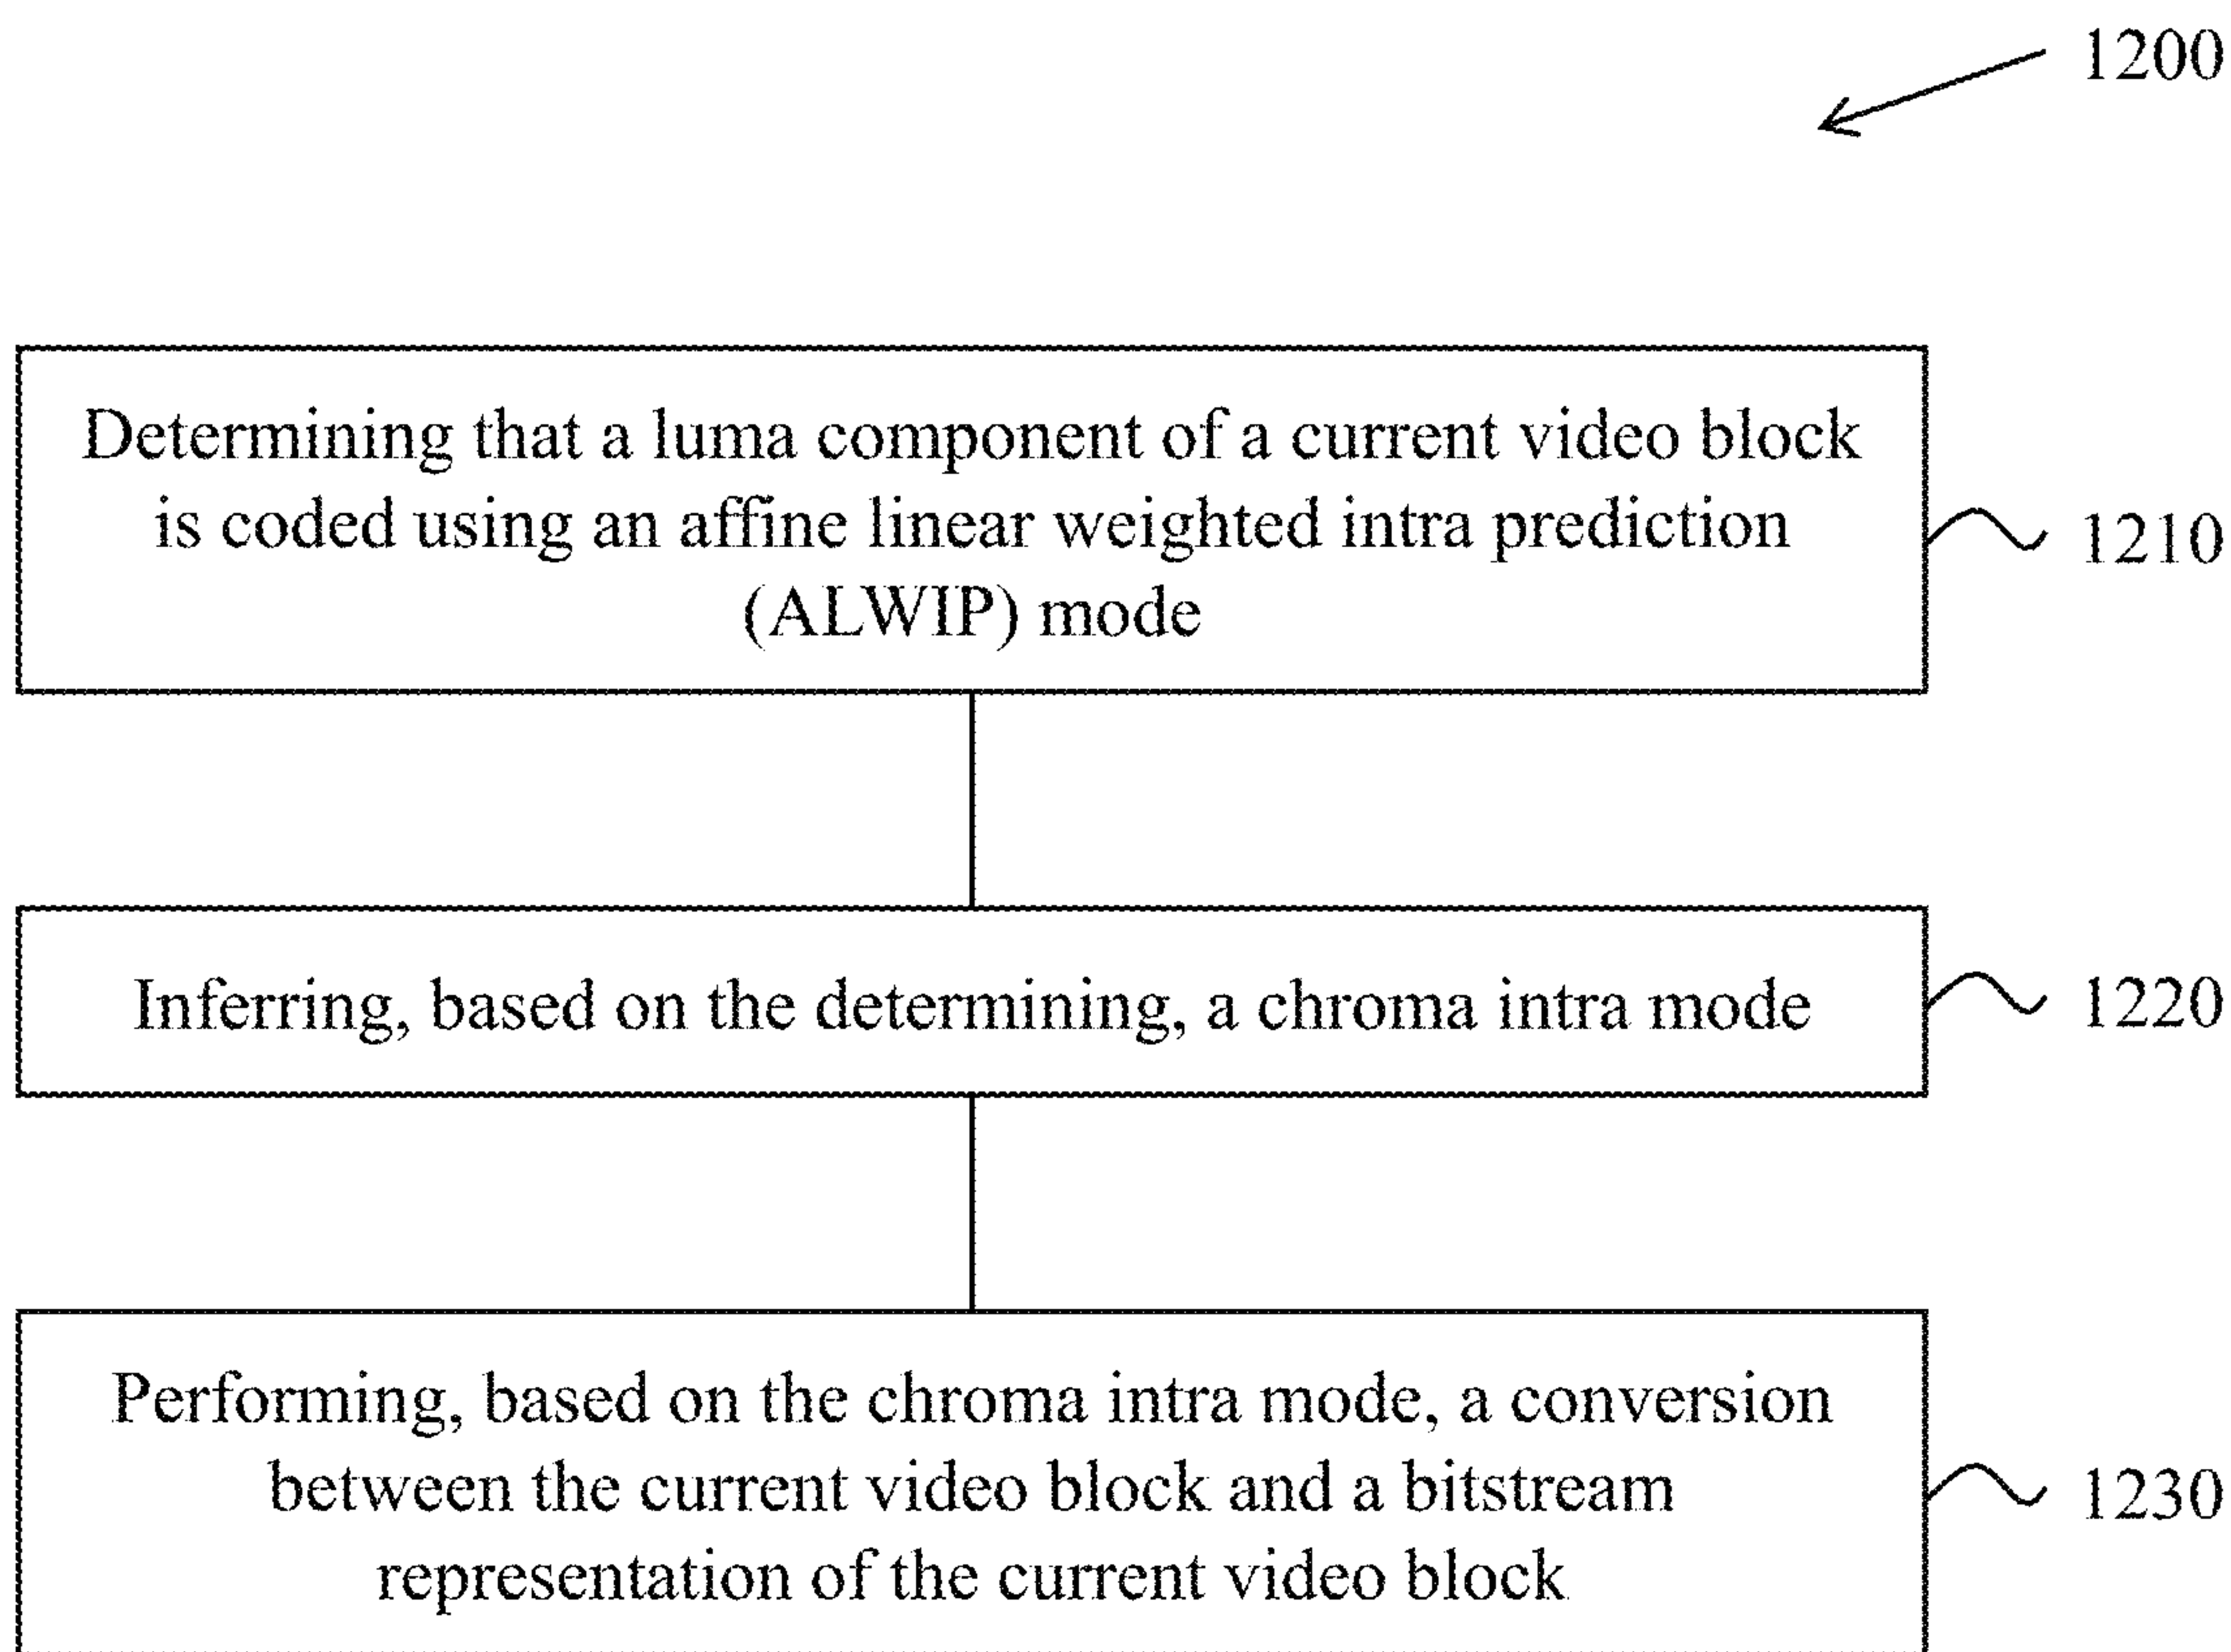 1200
Determining that a luma component of a current video block
is coded using an affine linear weighted intra prediction
(ALWIP) mode
1210
Inferring, based on the determining, a chroma intra mode
1220
Performing, based on the chroma intra mode, a conversion
between the current video block and a bitstream
representation of the current video block
1230